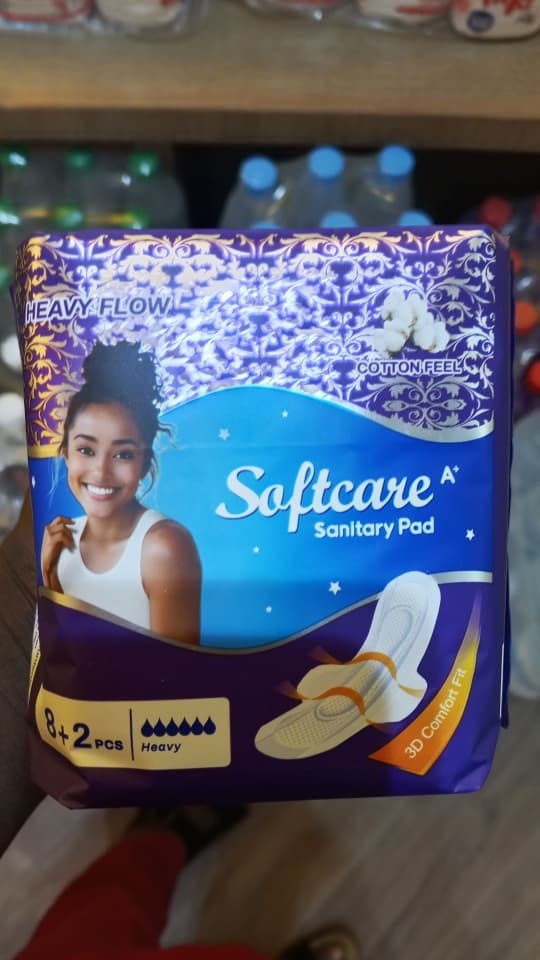 HEAVY FLOW
COTTON FEEL
Softcare A+
Sanitary Pad
8+2 PCS
Heavy
3D Comfort Fit